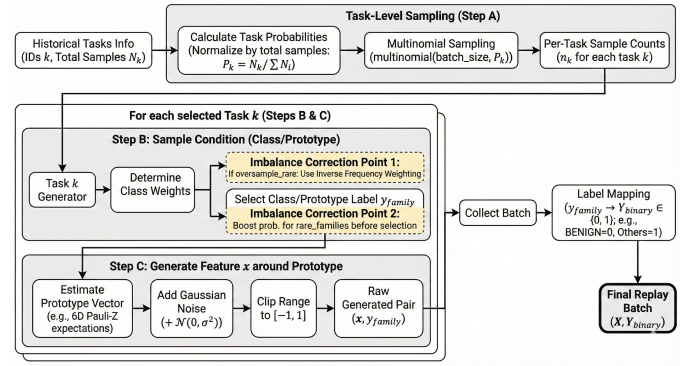 Task-Level Sampling (Step A)
Historical Tasks Info
(IDs k, Total Samples N_k)
Calculate Task Probabilities
(Normalize by total samples:
P_k = N_k / ∑ N_i)
Multinomial Sampling
(multinomial(batch_size, P_k))
Per-Task Sample Counts
(n_k for each task k)
For each selected Task k (Steps B & C)
Step B: Sample Condition (Class/Prototype)
Task k
Generator
Determine
Class Weights
Imbalance Correction Point 1:
If oversample_rare: Use Inverse Frequency Weighting
Select Class/Prototype Label y_family
Imbalance Correction Point 2:
Boost prob. for rare_families before selection
Step C: Generate Feature x around Prototype
Estimate
Prototype Vector
(e.g., 6D Pauli-Z
expectations)
Add Gaussian
Noise
(+ 𝒩(0, σ²))
Clip Range
to [−1, 1]
Raw
Generated Pair
(x, y_family)
Collect Batch
Label Mapping
(y_family → Y_binary ∈
{0, 1}; e.g.,
BENIGN=0, Others=1)
Final Replay
Batch
(X, Y_binary)